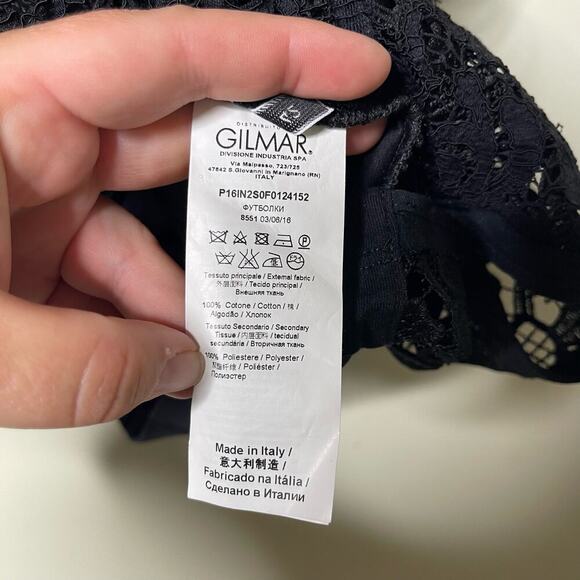 DISTRIBUITO
GILMAR®
DIVISIONE INDUSTRIA SPA
Via Malpasso, 723/725
47842 S.Giovanni in Marignano (RN)
ITALY
P16IN2S0F0124152
ФУТБОЛКИ
8551 03/06/16
Tessuto principale / External fabric /
外层面料 / Tecido principal /
Внешняя ткань
100% Cotone / Cotton / 棉 /
Algodão / Хлопок
Tessuto Secondario / Secondary
Tissue / 内层面料 / tecidual
secundária / Вторичная ткань
100% Poliestere / Polyester /
聚酯纤维 / Poliéster /
Полиэстер
Made in Italy /
意大利制造 /
Fabricado na Itália /
Сделано в Италии